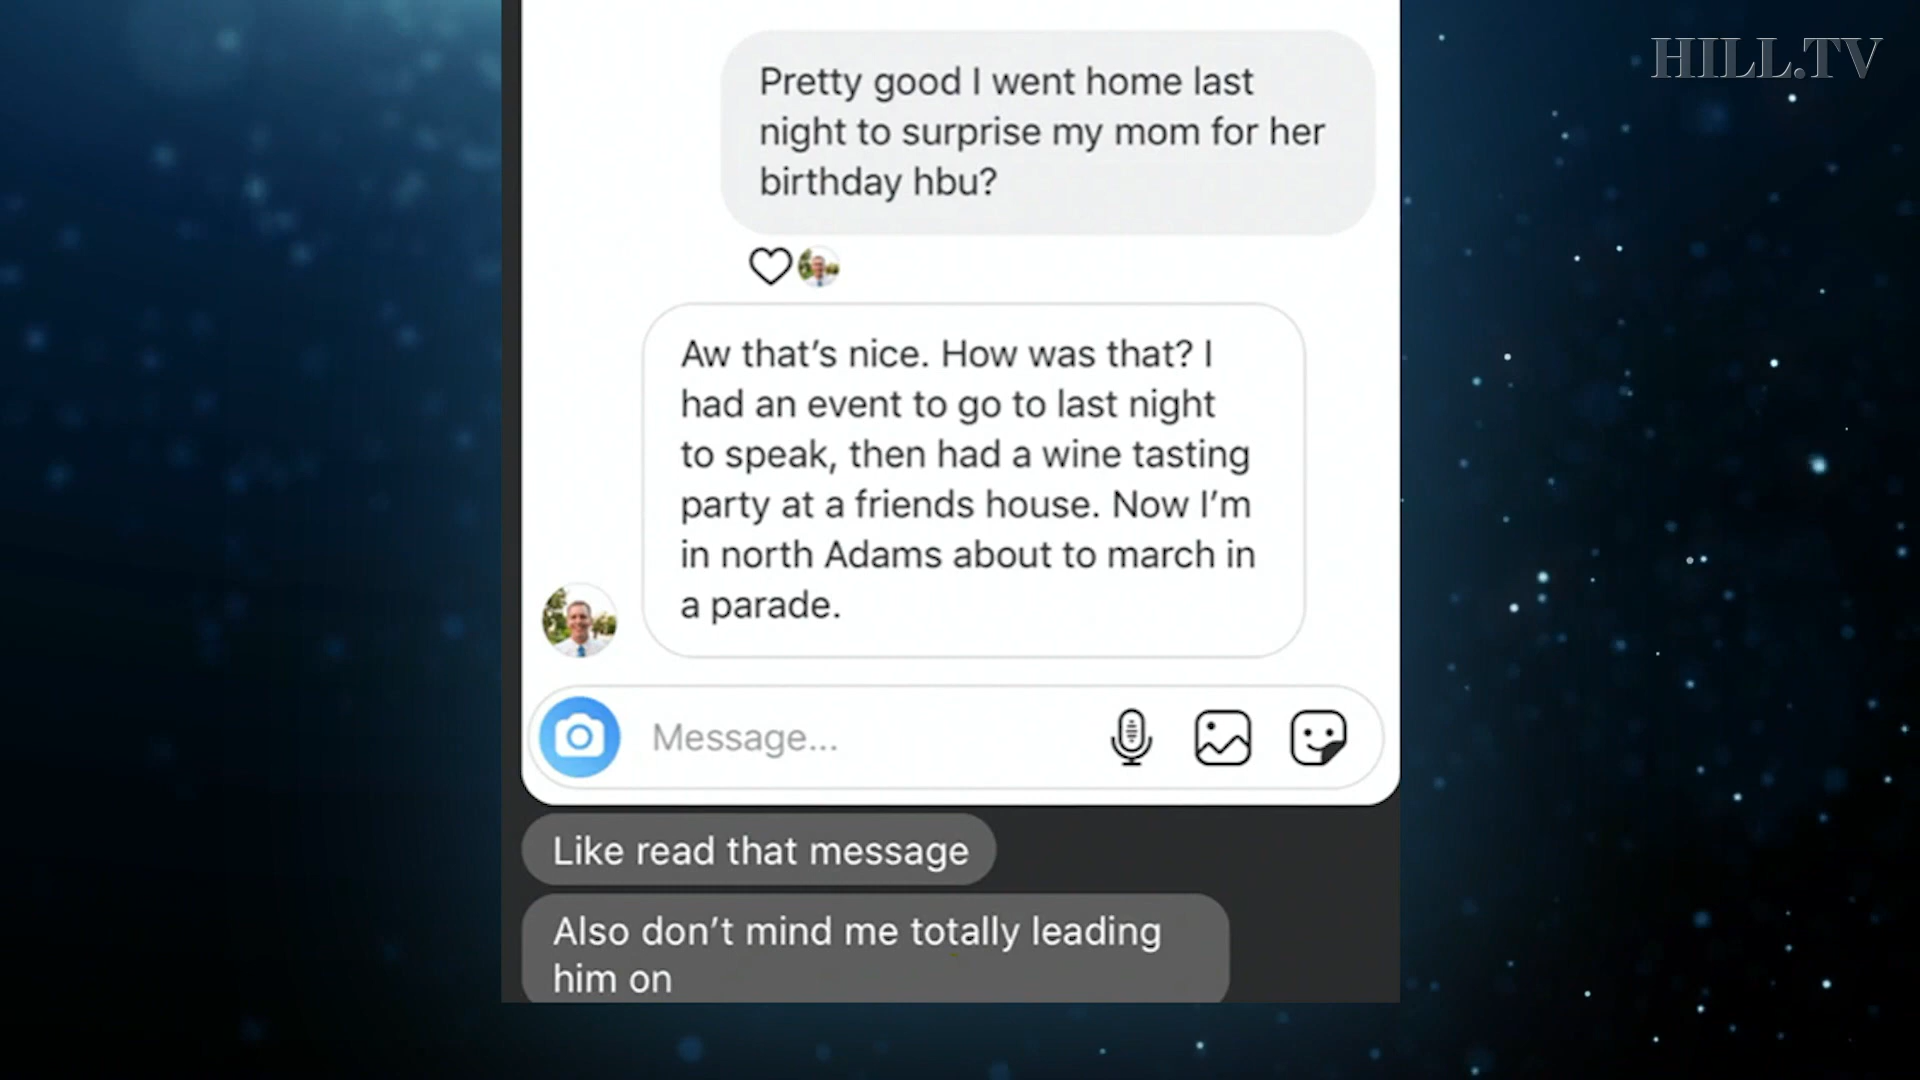 HILL.TV
Pretty good I went home last
night to surprise my mom for her
birthday hbu?
Aw that’s nice. How was that? I
had an event to go to last night
to speak, then had a wine tasting
party at a friends house. Now I’m
in north Adams about to march in
a parade.
Message...
Like read that message
Also don’t mind me totally leading
him on